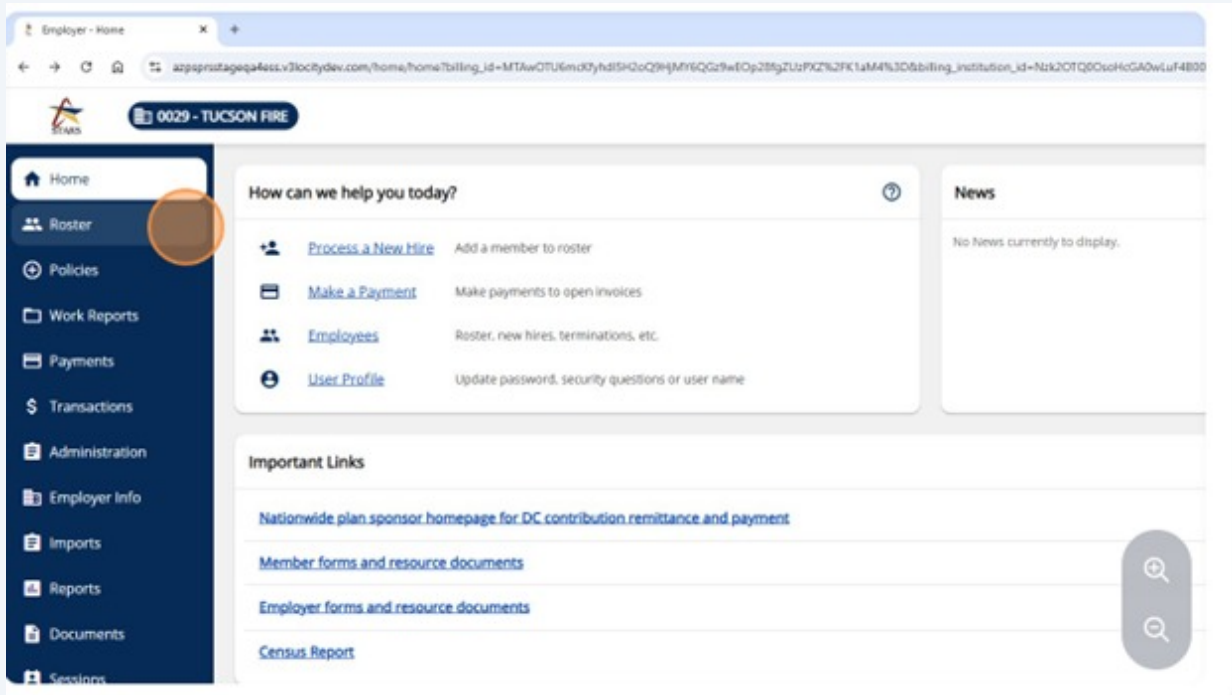 Employer - Home
STARS
0029 - TUCSON FIRE
Home
Roster
Policies
Work Reports
Payments
Transactions
Administration
Employer Info
Imports
Reports
Documents
Sessions
How can we help you today?
Process a New Hire Add a member to roster
Make a Payment Make payments to open invoices
Employees Roster, new hires, terminations, etc.
User Profile Update password, security questions or user name
News
No News currently to display.
Important Links
Nationwide plan sponsor homepage for DC contribution remittance and payment
Member forms and resource documents
Employer forms and resource documents
Census Report